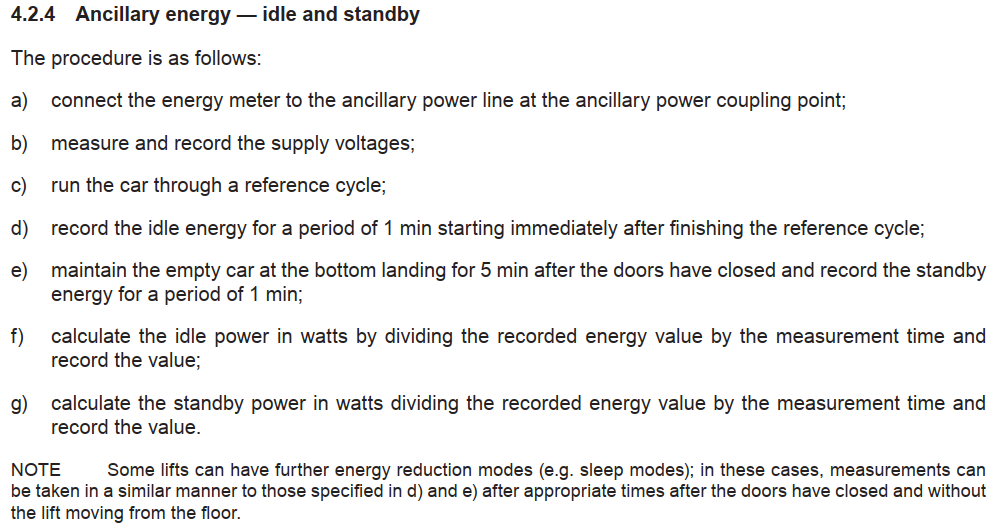 4.2.4 Ancillary energy — idle and standby
The procedure is as follows:
a) connect the energy meter to the ancillary power line at the ancillary power coupling point;
b) measure and record the supply voltages;
c) run the car through a reference cycle;
d) record the idle energy for a period of 1 min starting immediately after finishing the reference cycle;
e) maintain the empty car at the bottom landing for 5 min after the doors have closed and record the standby
energy for a period of 1 min;
f) calculate the idle power in watts by dividing the recorded energy value by the measurement time and
record the value;
g) calculate the standby power in watts dividing the recorded energy value by the measurement time and
record the value.
NOTE Some lifts can have further energy reduction modes (e.g. sleep modes); in these cases, measurements can
be taken in a similar manner to those specified in d) and e) after appropriate times after the doors have closed and without
the lift moving from the floor.